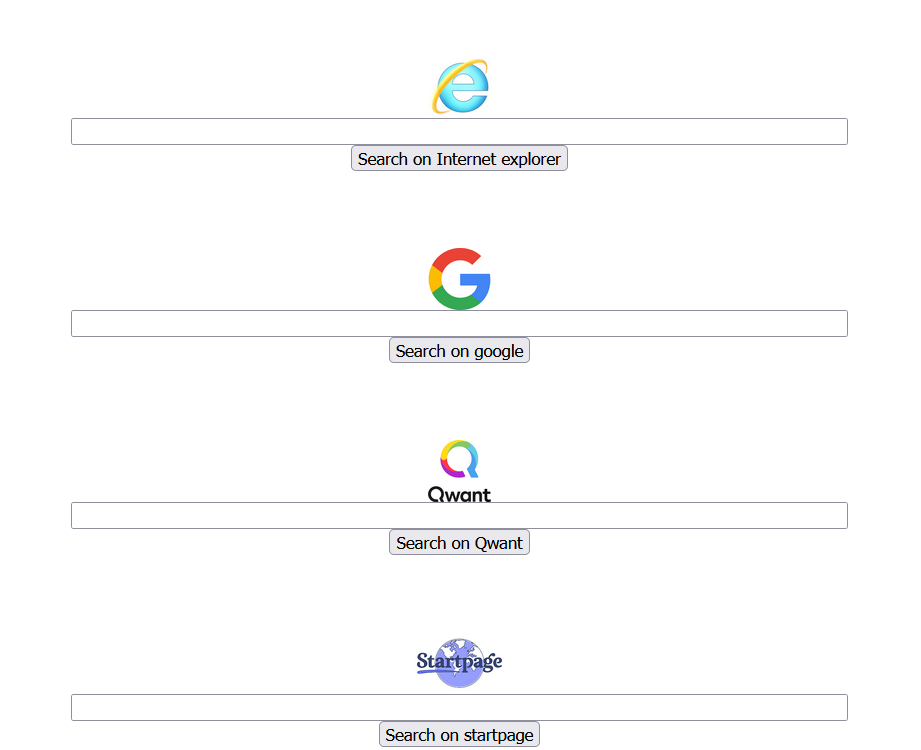 Search on Internet explorer
Search on google
Qwant
Search on Qwant
Startpage
Search on startpage